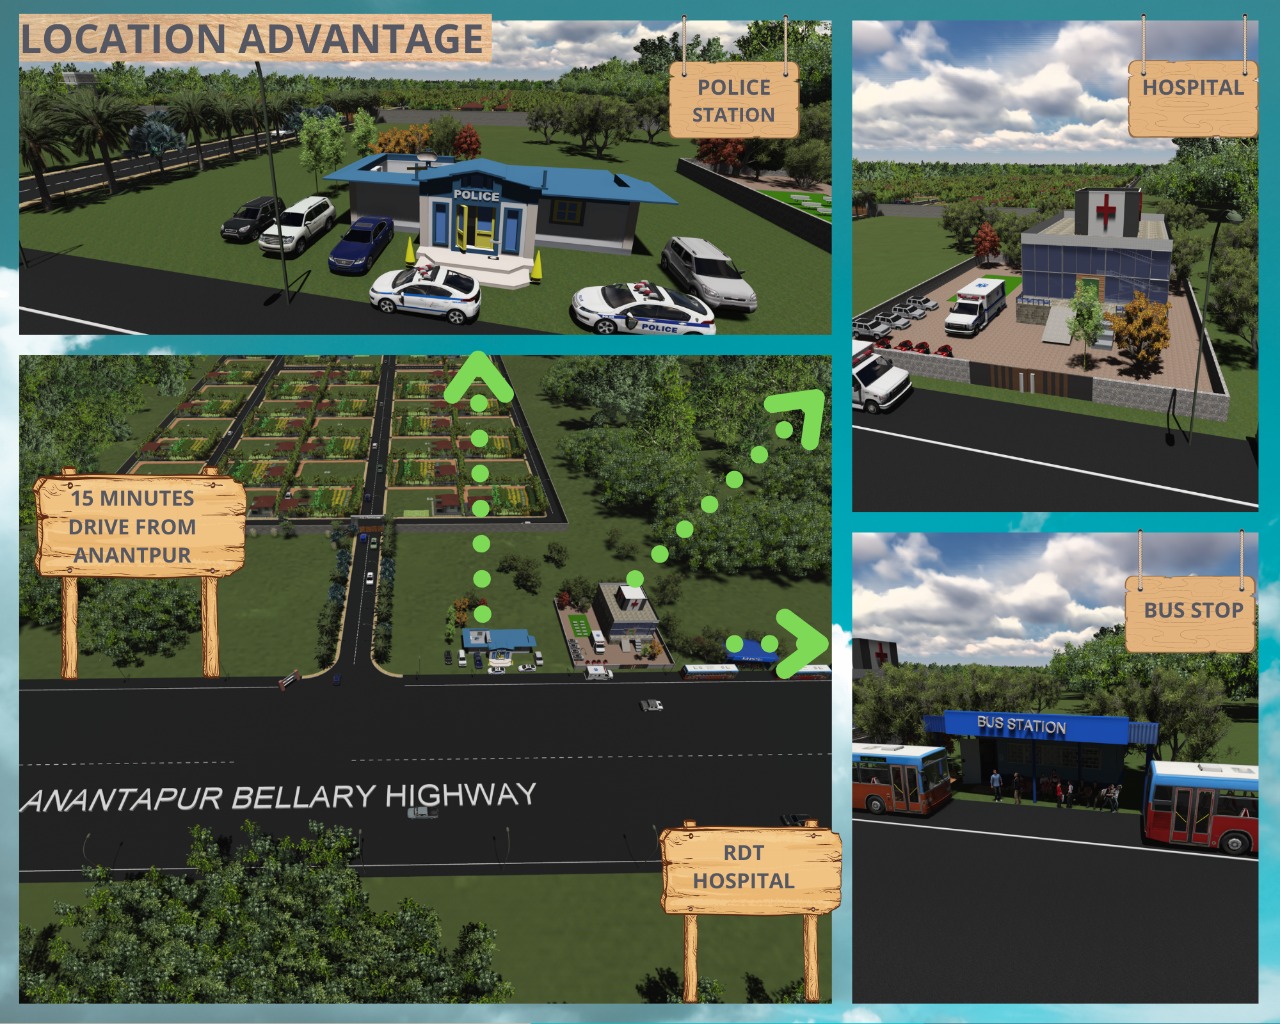 LOCATION ADVANTAGE
POLICE
STATION
POLICE
POLICE
HOSPITAL
15 MINUTES
DRIVE FROM
ANANTPUR
ANANTAPUR BELLARY HIGHWAY
RDT
HOSPITAL
BUS STOP
BUS STATION